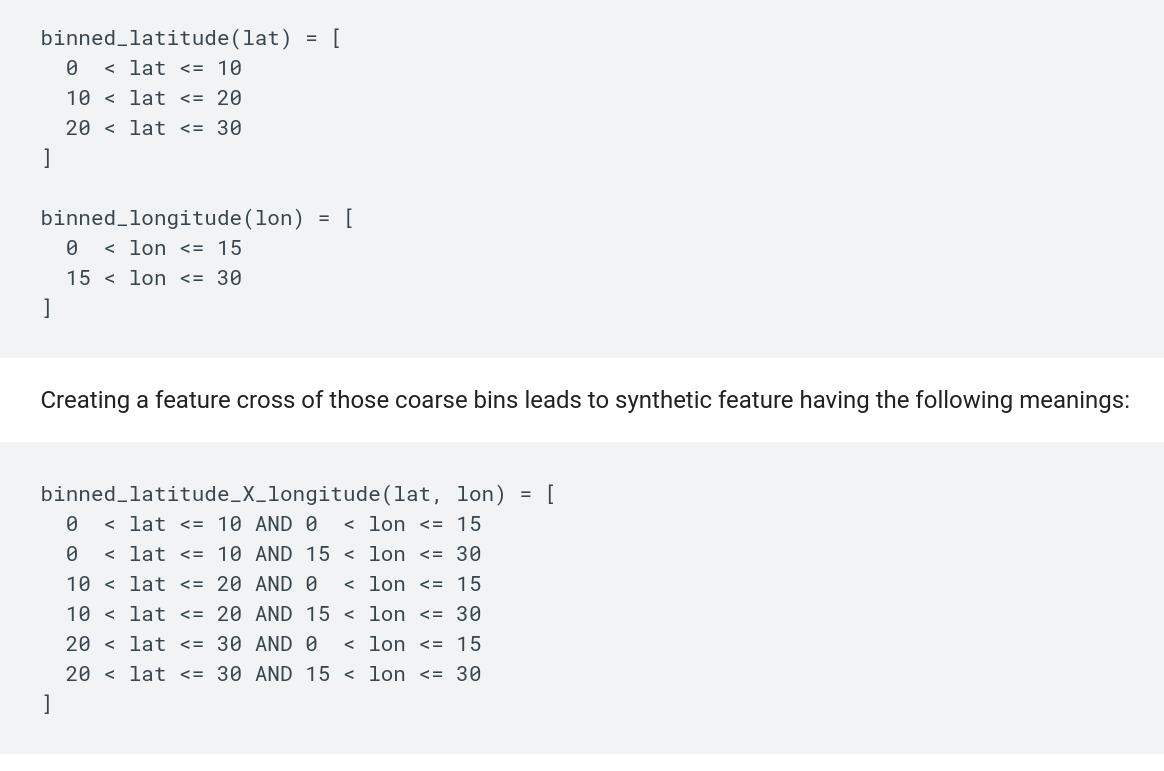 binned_latitude(lat) = [
  0  < lat <= 10
  10 < lat <= 20
  20 < lat <= 30
]
binned_longitude(lon) = [
  0  < lon <= 15
  15 < lon <= 30
]
Creating a feature cross of those coarse bins leads to synthetic feature having the following meanings:
binned_latitude_X_longitude(lat, lon) = [
  0  < lat <= 10 AND 0  < lon <= 15
  0  < lat <= 10 AND 15 < lon <= 30
  10 < lat <= 20 AND 0  < lon <= 15
  10 < lat <= 20 AND 15 < lon <= 30
  20 < lat <= 30 AND 0  < lon <= 15
  20 < lat <= 30 AND 15 < lon <= 30
]